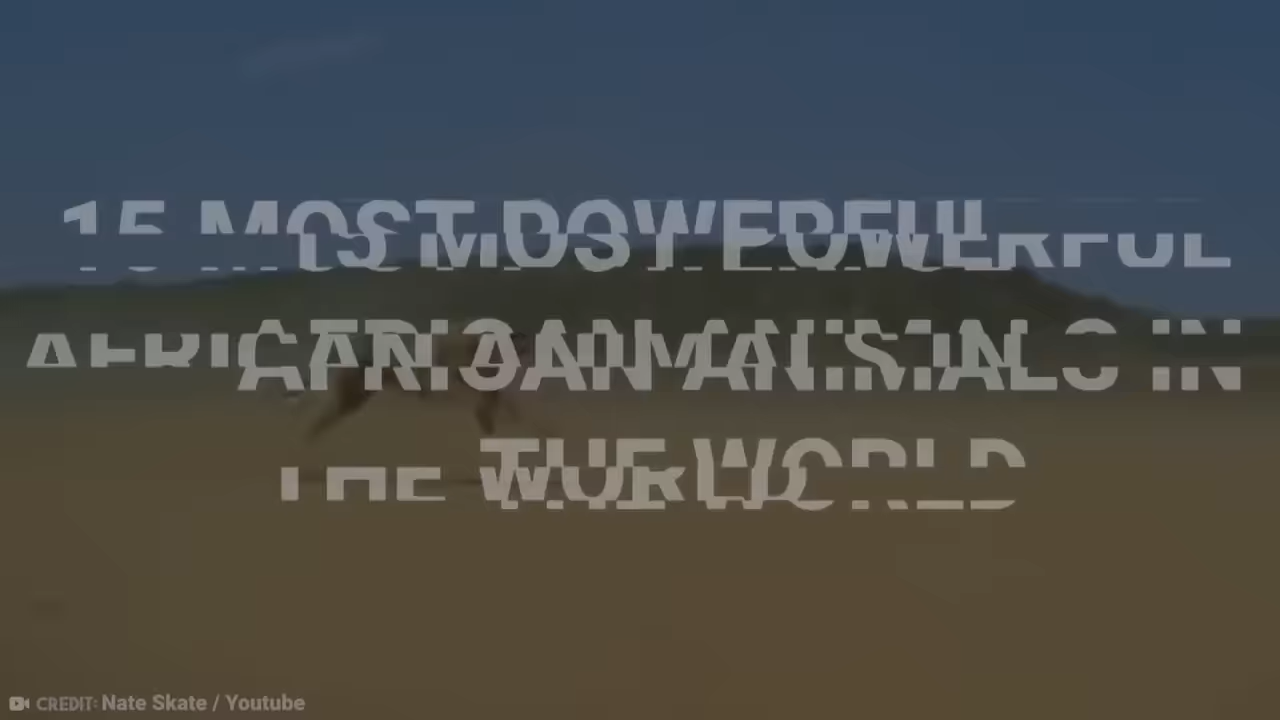 15 MOST POWERFUL
AFRICAN ANIMALS IN
THE WORLD
CREDIT: Nate Skate / Youtube